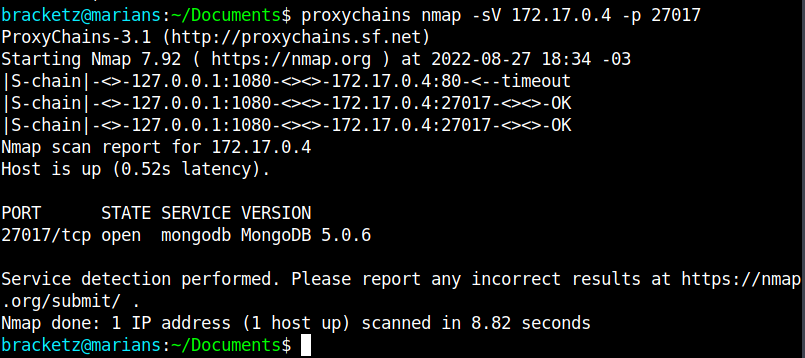 bracketz@marians:~/Documents$ proxychains nmap -sV 172.17.0.4 -p 27017
ProxyChains-3.1 (http://proxychains.sf.net)
Starting Nmap 7.92 ( https://nmap.org ) at 2022-08-27 18:34 -03
|S-chain|-<>-127.0.0.1:1080-<><>-172.17.0.4:80-<--timeout
|S-chain|-<>-127.0.0.1:1080-<><>-172.17.0.4:27017-<><>-OK
|S-chain|-<>-127.0.0.1:1080-<><>-172.17.0.4:27017-<><>-OK
Nmap scan report for 172.17.0.4
Host is up (0.52s latency).
PORT      STATE SERVICE VERSION
27017/tcp open  mongodb MongoDB 5.0.6
Service detection performed. Please report any incorrect results at https://nmap
.org/submit/ .
Nmap done: 1 IP address (1 host up) scanned in 8.82 seconds
bracketz@marians:~/Documents$